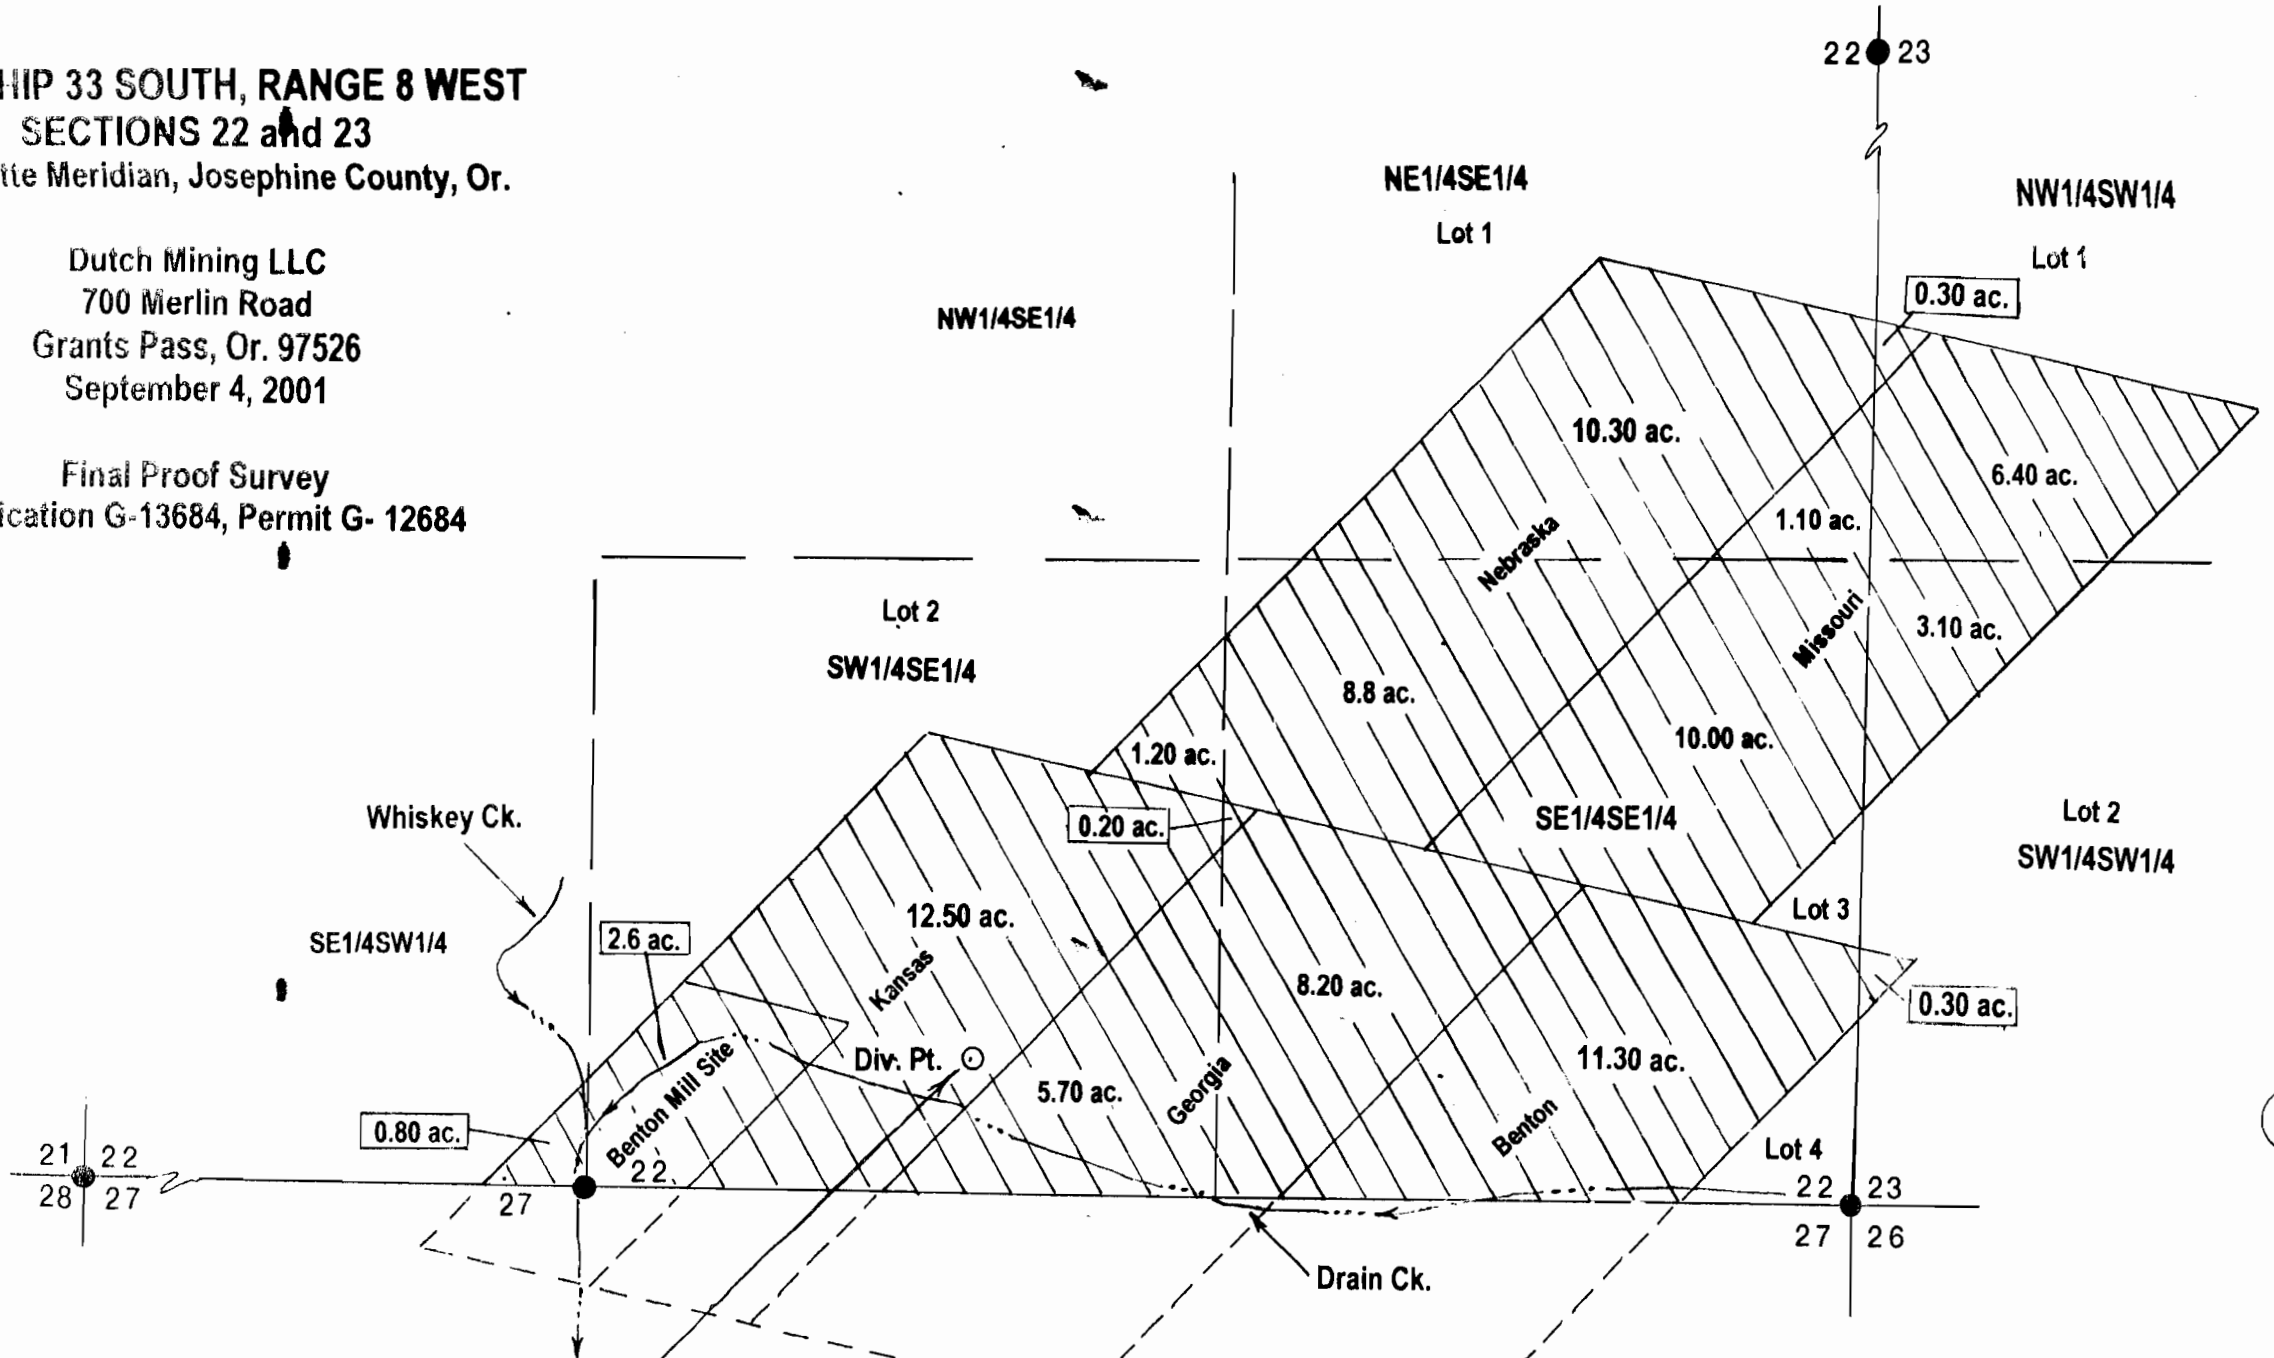 HIP 33 SOUTH, RANGE 8 WEST
SECTIONS 22 and 23
tte Meridian, Josephine County, Or.
Dutch Mining LLC
700 Merlin Road
Grants Pass, Or. 97526
September 4, 2001
Final Proof Survey
ication G-13684, Permit G- 12684
22 23
NE1/4SE1/4
Lot 1
NW1/4SW1/4
Lot 1
0.30 ac.
NW1/4SE1/4
10.30 ac.
6.40 ac.
1.10 ac.
Nebraska
Lot 2
SW1/4SE1/4
Missouri
3.10 ac.
8.8 ac.
10.00 ac.
1.20 ac.
0.20 ac.
SE1/4SE1/4
Lot 2
SW1/4SW1/4
Whiskey Ck.
Lot 3
12.50 ac.
SE1/4SW1/4
2.6 ac.
Kansas
8.20 ac.
0.30 ac.
Div. Pt.
11.30 ac.
5.70 ac.
Georgia
Benton Mill Site
Benton
0.80 ac.
Lot 4
21 22
28 27
22
27
22 23
27 26
Drain Ck.